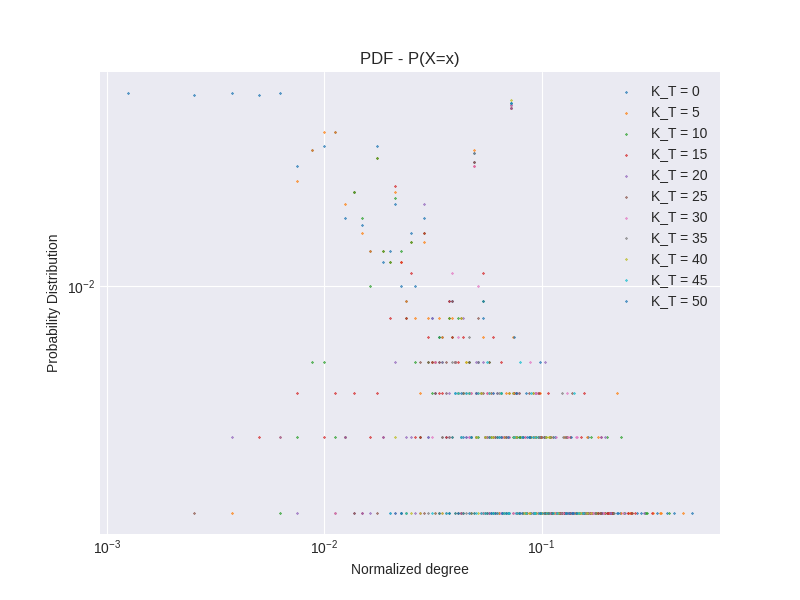 PDF - P(X=x)
K_T = 0
K_T = 5
K_T = 10
K_T = 15
K_T = 20
K_T = 25
K_T = 30
K_T = 35
K_T = 40
K_T = 45
K_T = 50
Probability Distribution
10⁻²
10⁻³ 10⁻² 10⁻¹
Normalized degree